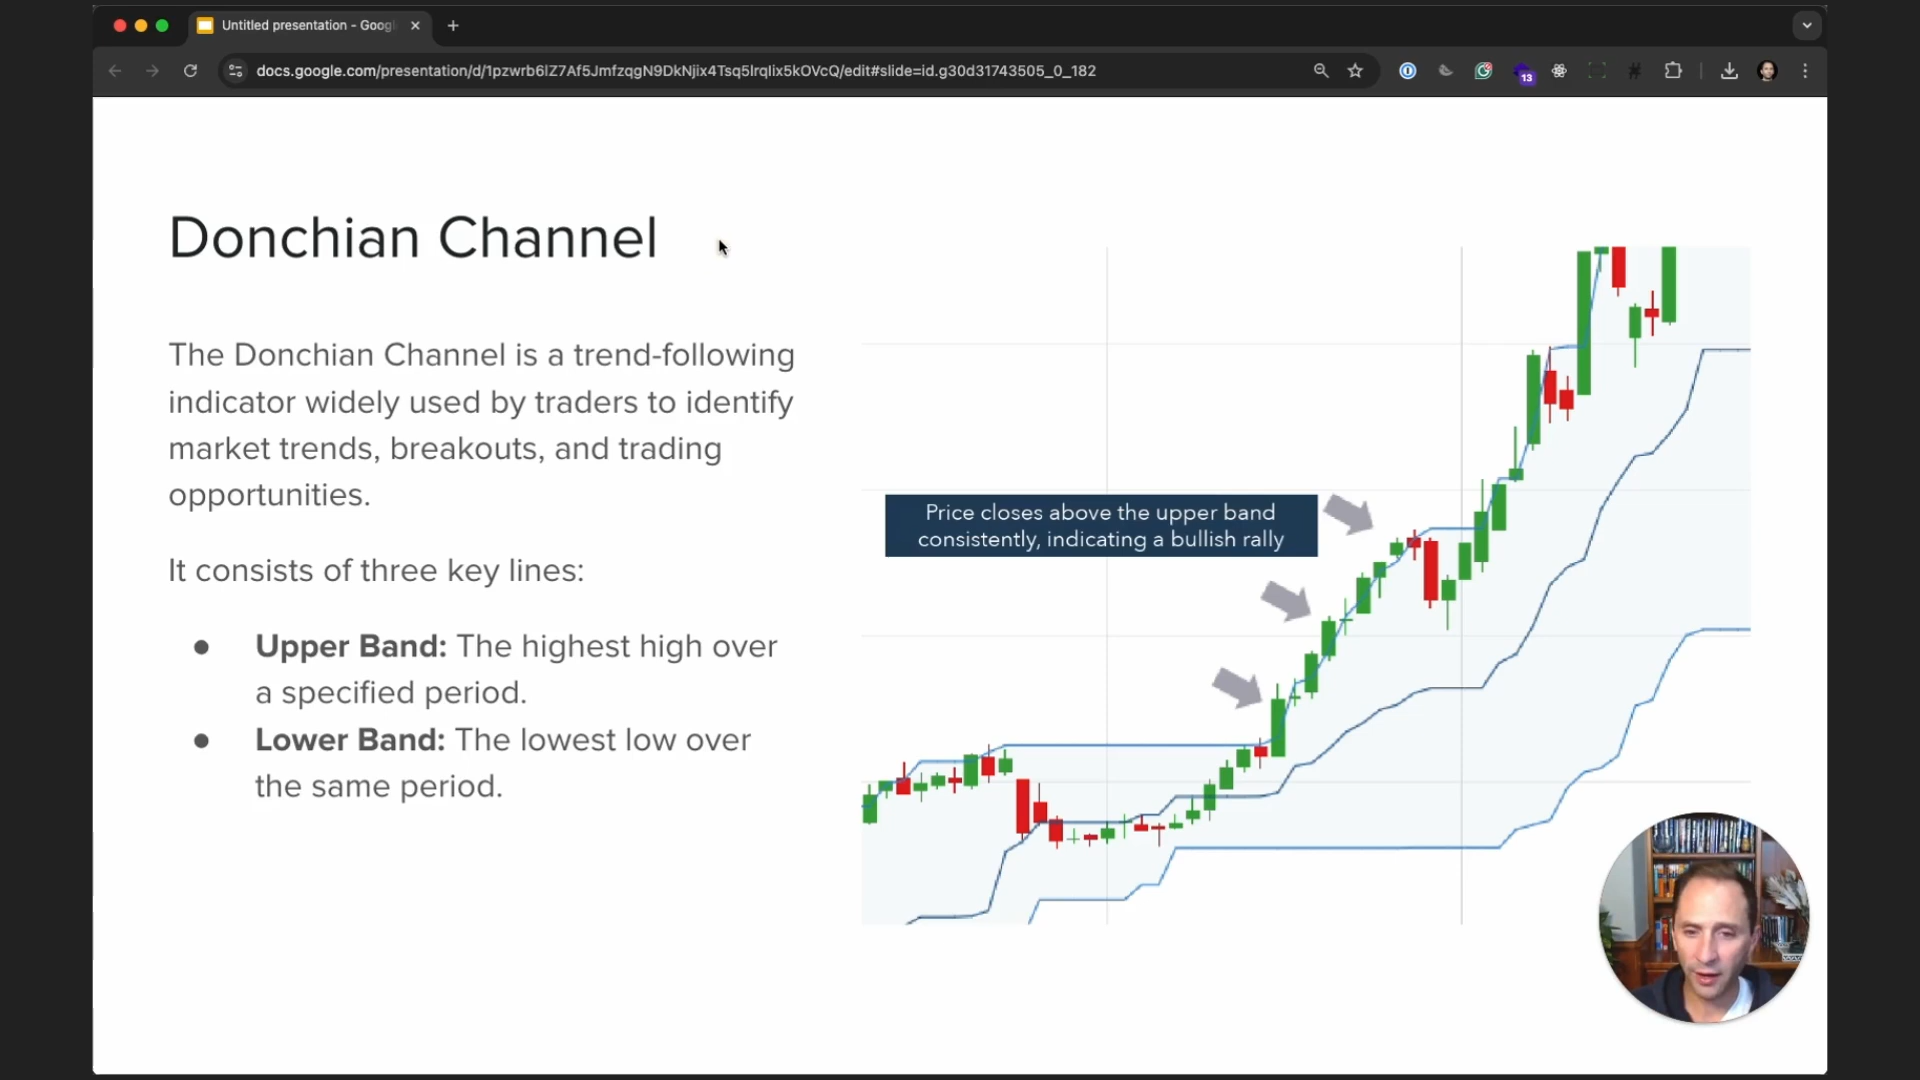 Untitled presentation - Goog
docs.google.com/presentation/d/1pzwrb6IZ7Af5JmfzqgN9DkNjix4Tsq5IrqIix5kOVcQ/edit#slide=id.g30d31743505_0_182
13
Donchian Channel
The Donchian Channel is a trend-following
indicator widely used by traders to identify
market trends, breakouts, and trading
opportunities.
It consists of three key lines:
● Upper Band: The highest high over
a specified period.
● Lower Band: The lowest low over
the same period.
Price closes above the upper band
consistently, indicating a bullish rally